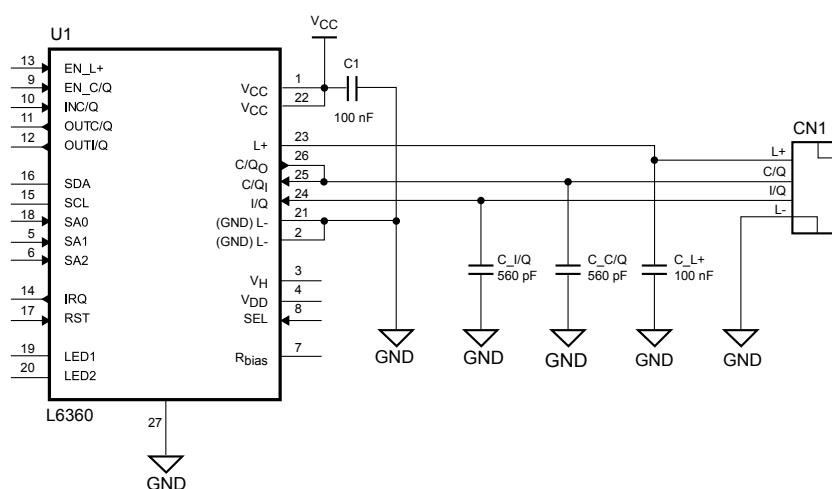 U1
VCC
C1
100 nF
13 EN_L+
9 EN_C/Q
10 INC/Q
11 OUTC/Q
12 OUTI/Q
16 SDA
15 SCL
18 SA0
5 SA1
6 SA2
14 IRQ
17 RST
19 LED1
20 LED2
VCC 1
VCC 22
L+ 23
C/QO 26
C/QI 25
I/Q 24
(GND) L- 21
(GND) L- 2
VH 3
VDD 4
SEL 8
Rbias 7
L6360
27
GND
GND
C_I/Q
560 pF
GND
C_C/Q
560 pF
GND
C_L+
100 nF
GND
GND
CN1
L+
C/Q
I/Q
L-